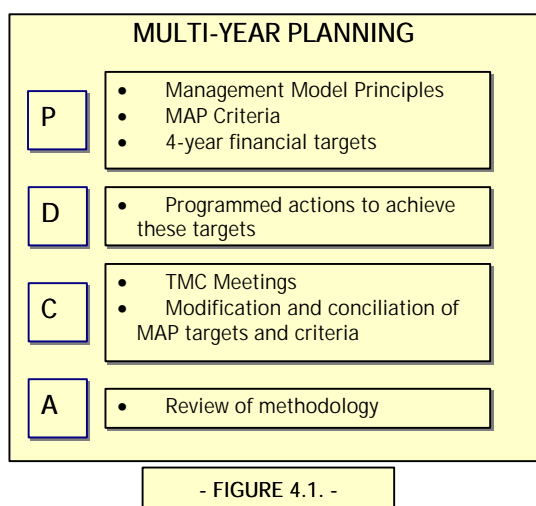 MULTI-YEAR PLANNING
P
• Management Model Principles
• MAP Criteria
• 4-year financial targets
D
• Programmed actions to achieve
these targets
C
• TMC Meetings
• Modification and conciliation of
MAP targets and criteria
A
• Review of methodology
- FIGURE 4.1. -